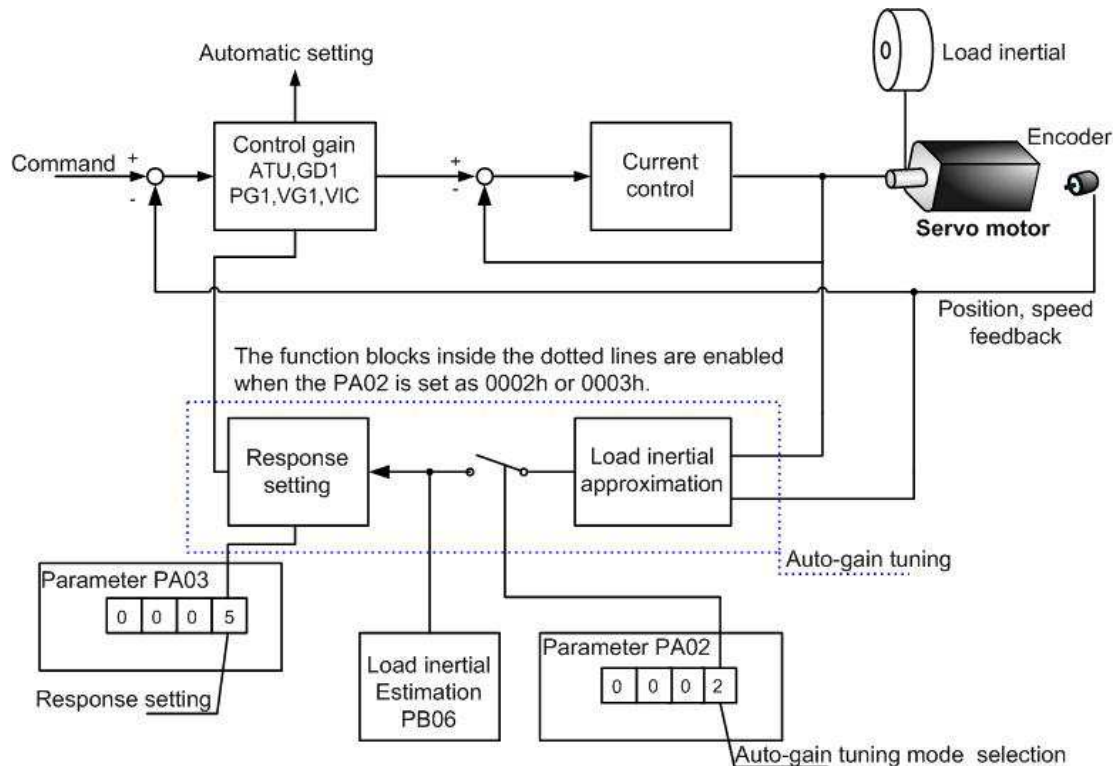 Automatic setting
Load inertial
Command
+
-
Control gain
ATU,GD1
PG1,VG1,VIC
+
-
Current
control
Encoder
Servo motor
Position, speed
feedback
The function blocks inside the dotted lines are enabled
when the PA02 is set as 0002h or 0003h.
Response
setting
Load inertial
approximation
Auto-gain tuning
Parameter PA03
0 0 0 5
Response setting
Load inertial
Estimation
PB06
Parameter PA02
0 0 0 2
Auto-gain tuning mode selection